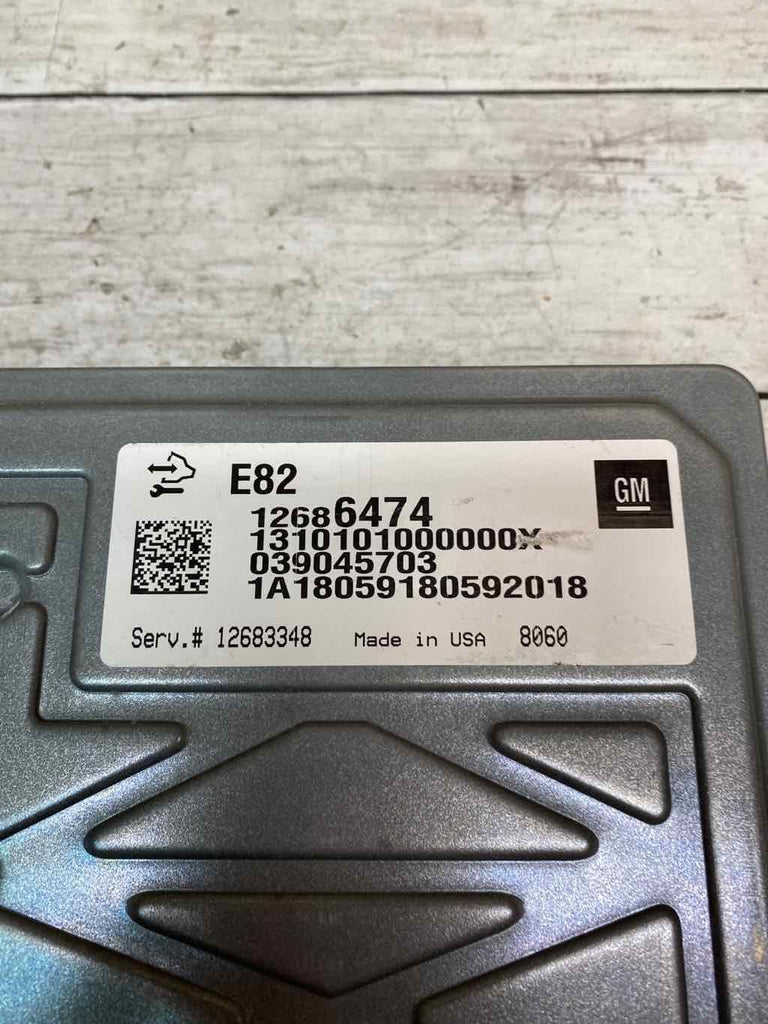 E82
GM
12686474
1310101000000X
039045703
1A18059180592018
Serv.# 12683348 Made in USA 8060